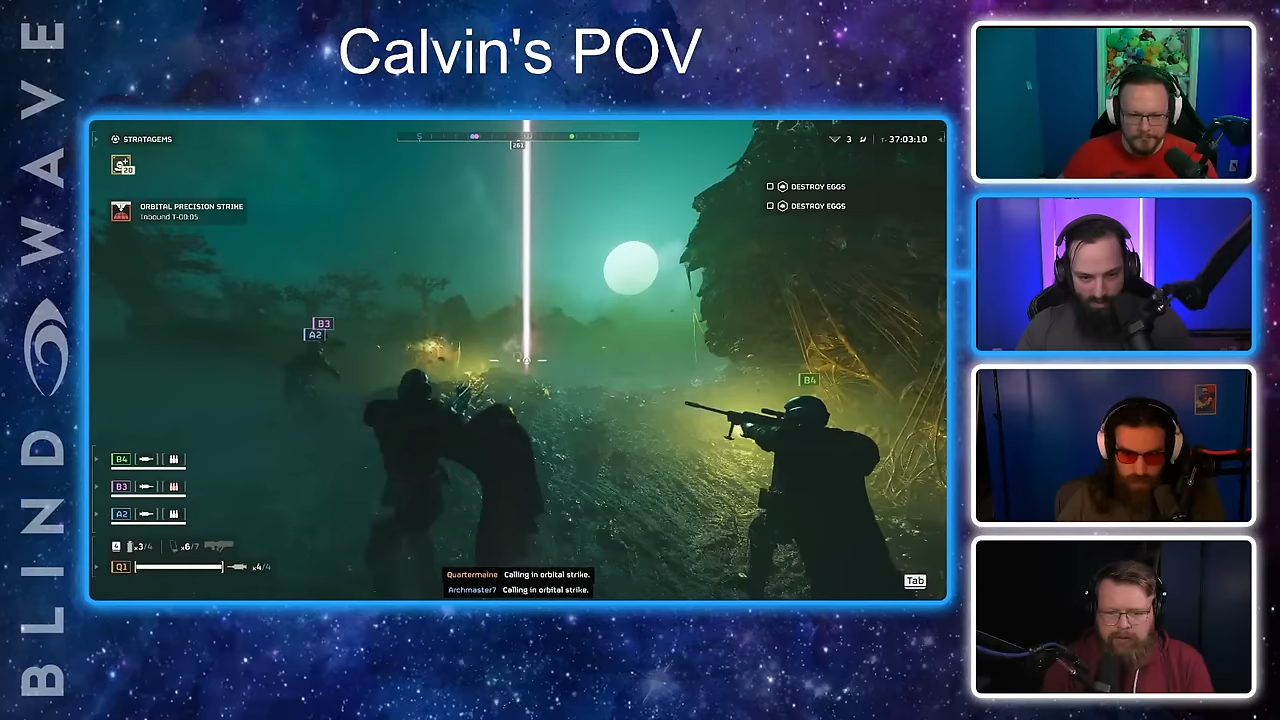 Calvin's POV
BLIND WAVE
STRATAGEMS
20
ORBITAL PRECISION STRIKE
Inbound T-00:05
S
261
3
T- 37:03:10
DESTROY EGGS
DESTROY EGGS
B3
A2
B4
B4
B3
A2
4 x3/4 x6/7
Q1 x4/4
Quartermaine Calling in orbital strike.
Archmaster7 Calling in orbital strike.
Tab